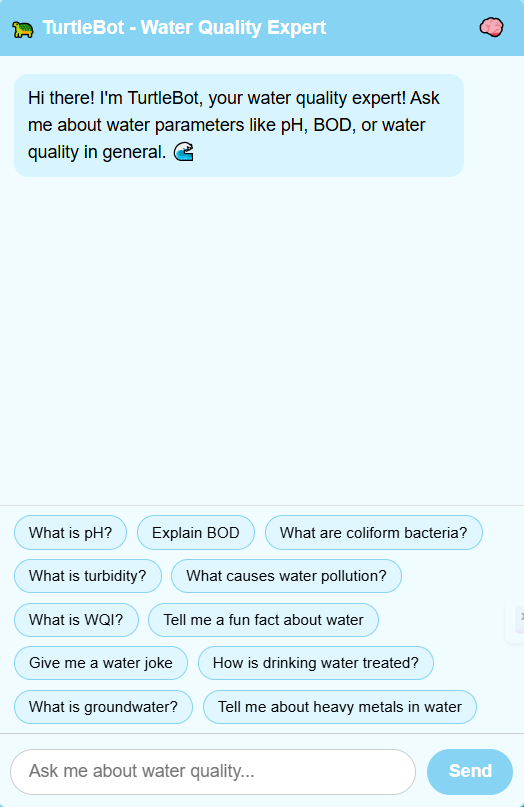 TurtleBot - Water Quality Expert
Hi there! I'm TurtleBot, your water quality expert! Ask
me about water parameters like pH, BOD, or water
quality in general. 🌊
What is pH? Explain BOD What are coliform bacteria?
What is turbidity? What causes water pollution?
What is WQI? Tell me a fun fact about water
Give me a water joke How is drinking water treated?
What is groundwater? Tell me about heavy metals in water
Ask me about water quality... Send